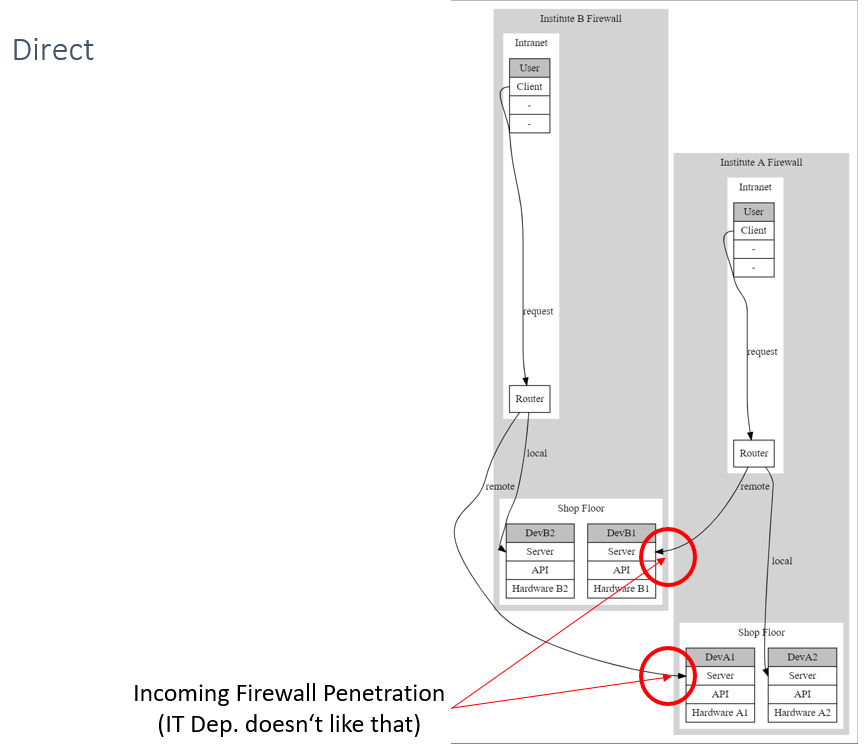 Direct
Institute B Firewall
Intranet
User
Client
-
-
request
Router
local
remote
Shop Floor
DevB2
Server
API
Hardware B2
DevB1
Server
API
Hardware B1
Institute A Firewall
Intranet
User
Client
-
-
request
Router
remote
local
Shop Floor
DevA1
Server
API
Hardware A1
DevA2
Server
API
Hardware A2
Incoming Firewall Penetration
(IT Dep. doesn‘t like that)